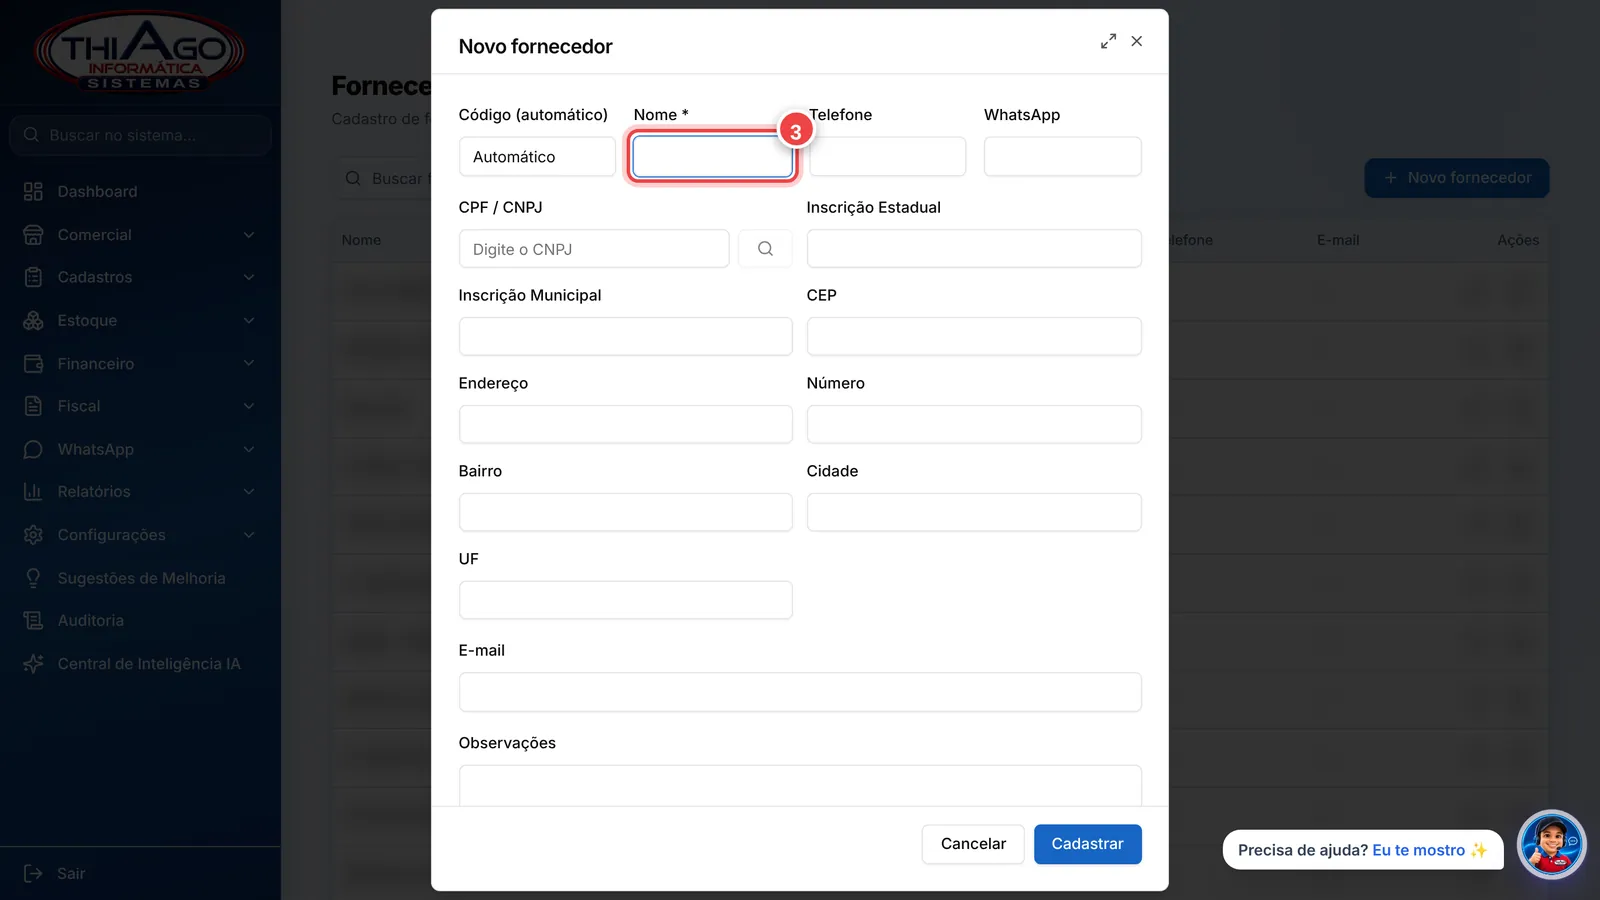 THIAGO
INFORMÁTICA
SISTEMAS
Buscar no sistema...
Dashboard
Comercial
Cadastros
Estoque
Financeiro
Fiscal
WhatsApp
Relatórios
Configurações
Sugestões de Melhoria
Auditoria
Central de Inteligência IA
Sair
Fornece
Cadastro de f
Buscar f
+ Novo fornecedor
Nome
lefone
E-mail
Ações
Novo fornecedor
Código (automático)
Nome *
3
Telefone
WhatsApp
Automático
CPF / CNPJ
Inscrição Estadual
Digite o CNPJ
Inscrição Municipal
CEP
Endereço
Número
Bairro
Cidade
UF
E-mail
Observações
Cancelar
Cadastrar
Precisa de ajuda? Eu te mostro ✨